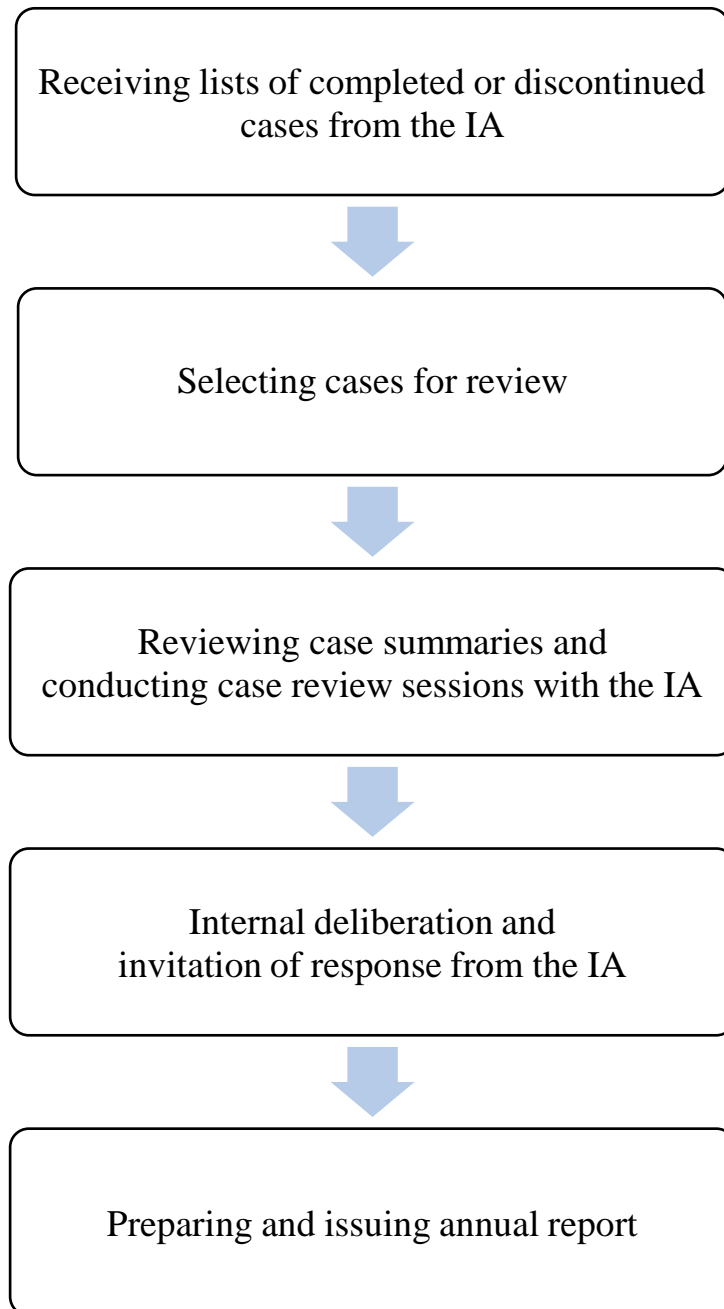 Receiving lists of completed or discontinued
cases from the IA
Selecting cases for review
Reviewing case summaries and
conducting case review sessions with the IA
Internal deliberation and
invitation of response from the IA
Preparing and issuing annual report